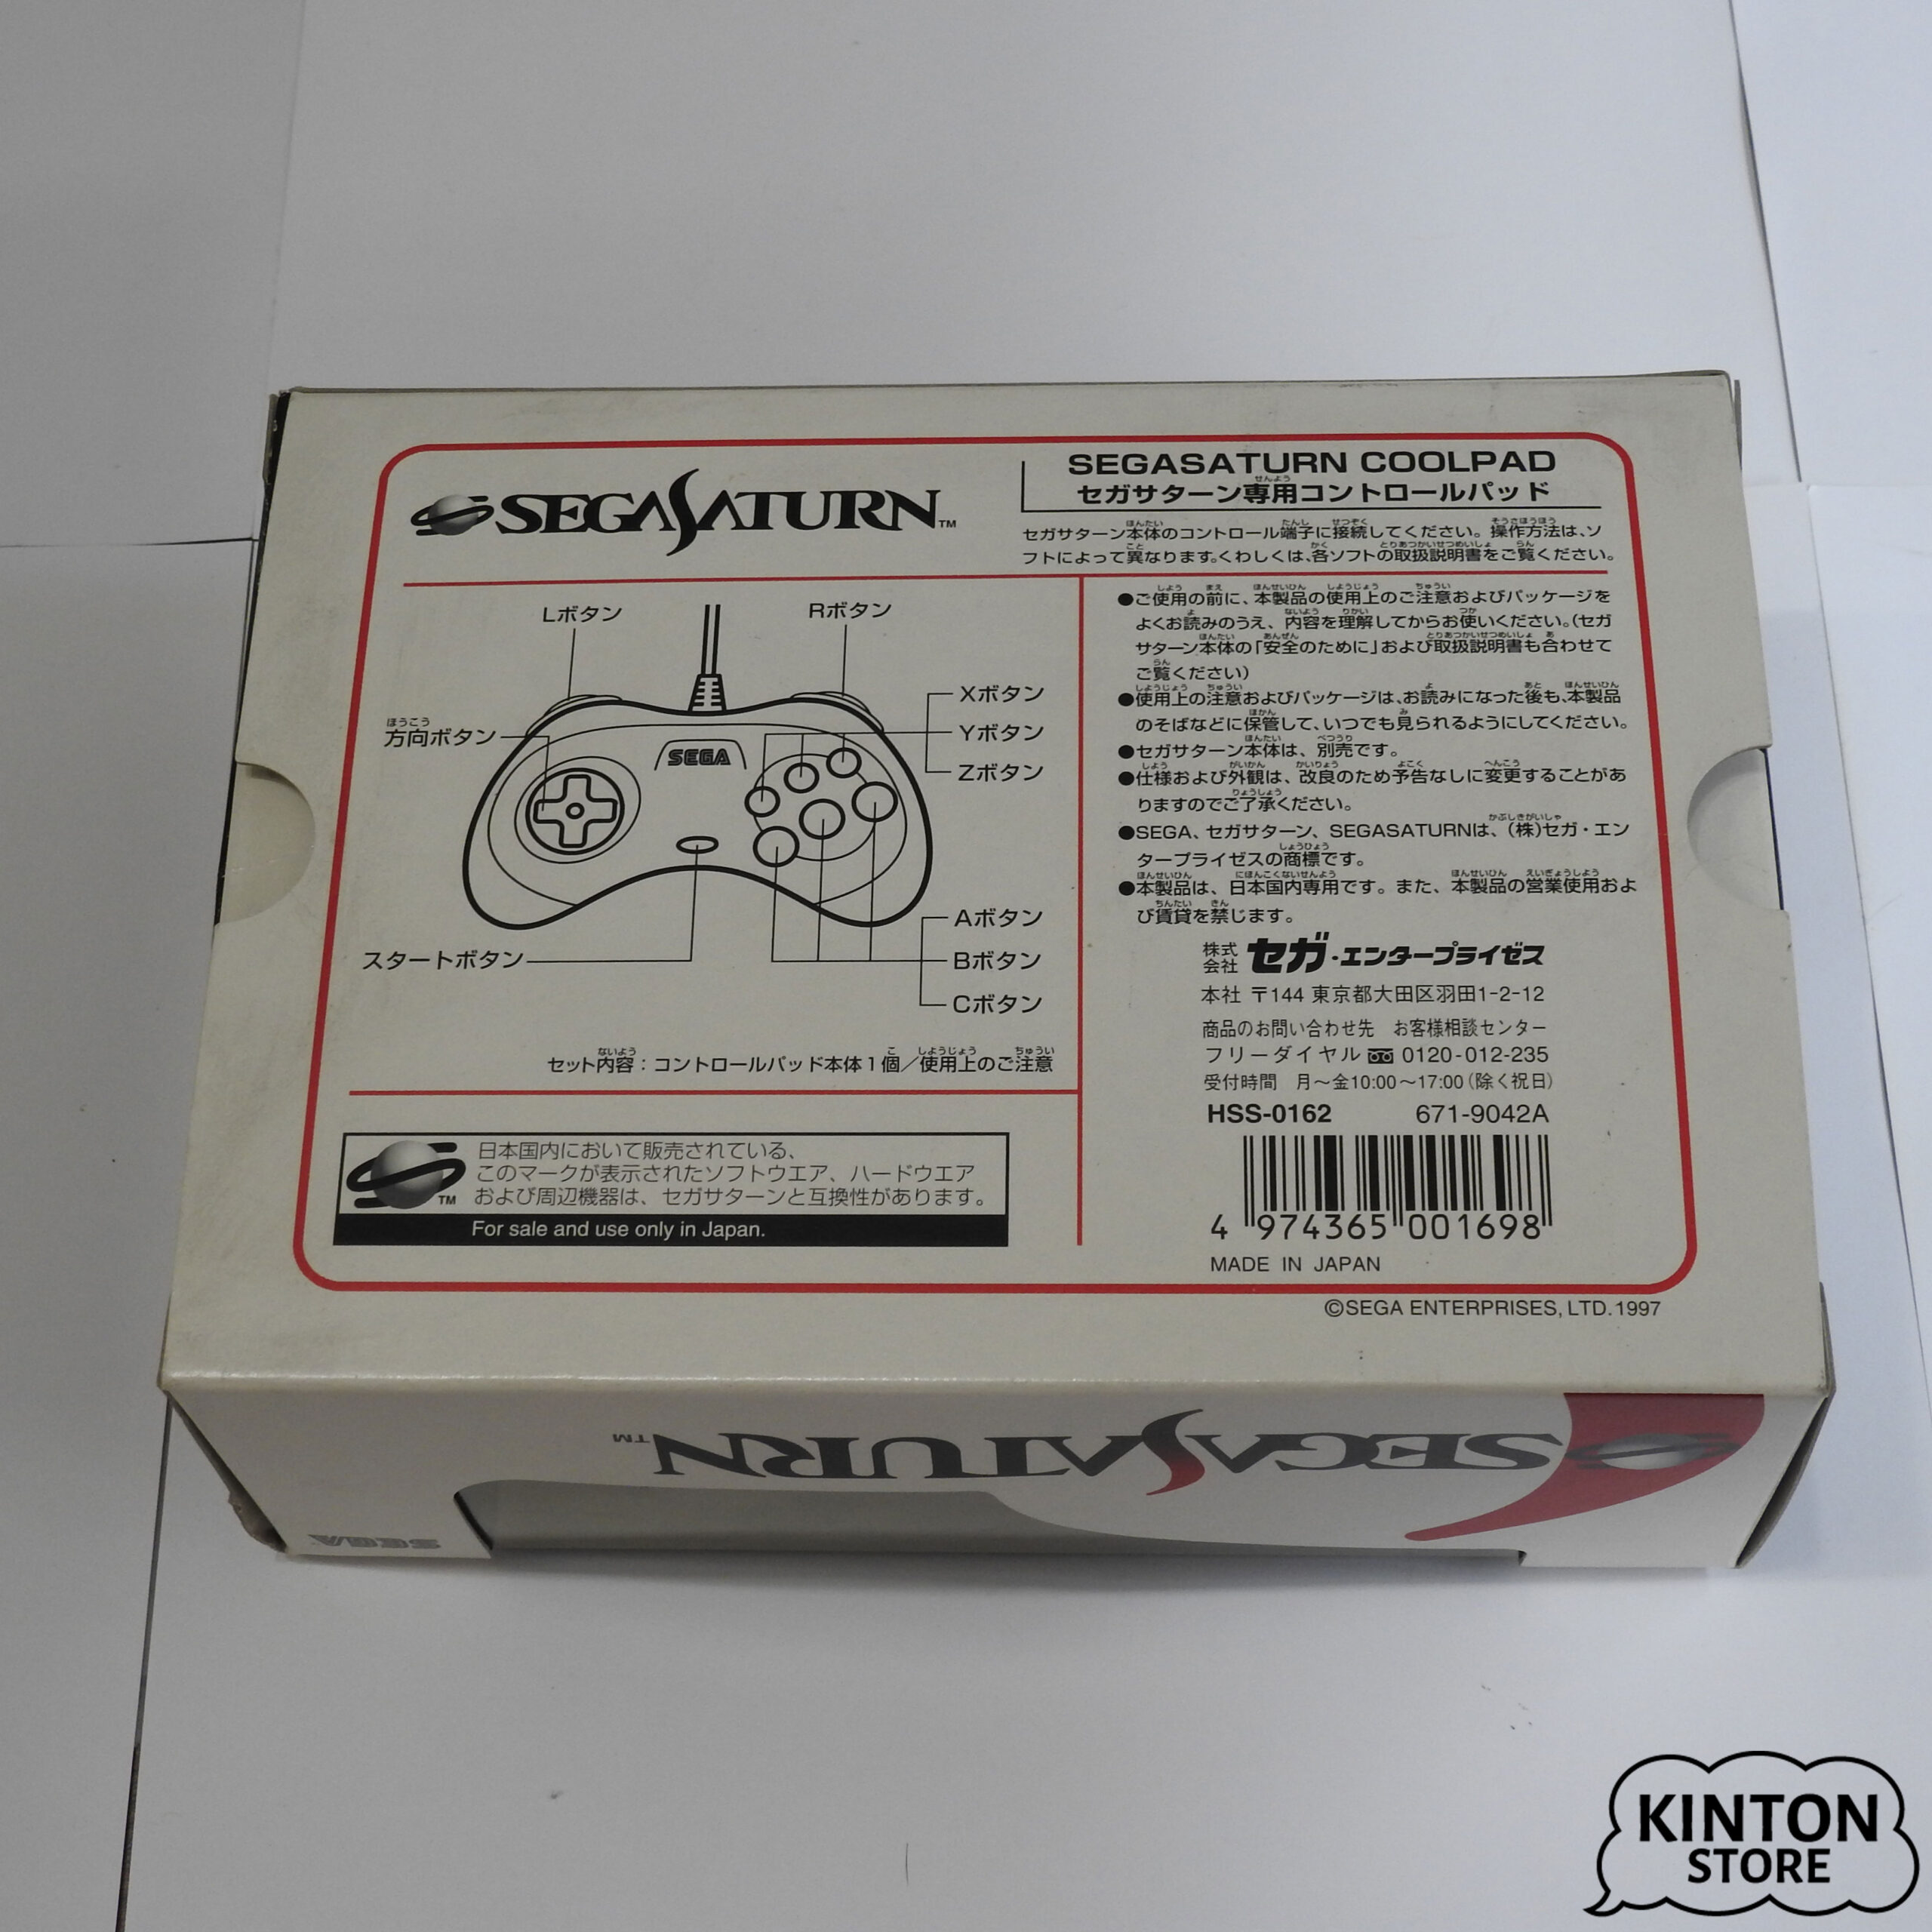 SEGASATURN™
SEGASATURN COOLPAD
セガサターン専用コントロールパッド
セガサターン本体のコントロール端子に接続してください。操作方法は、ソ
フトによって異なります。くわしくは、各ソフトの取扱説明書をご覧ください。
Lボタン
Rボタン
方向ボタン
Xボタン
Yボタン
Zボタン
SEGA
スタートボタン
Aボタン
Bボタン
Cボタン
セット内容：コントロールパッド本体1個／使用上のご注意
日本国内において販売されている、
このマークが表示されたソフトウエア、ハードウエア
および周辺機器は、セガサターンと互換性があります。
TM
For sale and use only in Japan.
●ご使用の前に、本製品の使用上のご注意およびパッケージを
よくお読みのうえ、内容を理解してからお使いください。(セガ
サターン本体の「安全のために」および取扱説明書も合わせて
ご覧ください)
●使用上の注意およびパッケージは、お読みになった後も、本製品
のそばなどに保管して、いつでも見られるようにしてください。
●セガサターン本体は、別売です。
●仕様および外観は、改良のため予告なしに変更することがあ
りますのでご了承ください。
●SEGA、セガサターン、SEGASATURNは、(株)セガ・エン
タープライゼスの商標です。
●本製品は、日本国内専用です。また、本製品の営業使用およ
び賃貸を禁じます。
株式会社 セガ・エンタープライゼス
本社 〒144 東京都大田区羽田1-2-12
商品のお問い合わせ先 お客様相談センター
フリーダイヤル 0120-012-235
受付時間 月〜金10:00〜17:00(除く祝日)
HSS-0162 671-9042A
4 974365 001698
MADE IN JAPAN
©SEGA ENTERPRISES, LTD. 1997
SEGASATURN™
SEGA
KINTON
STORE